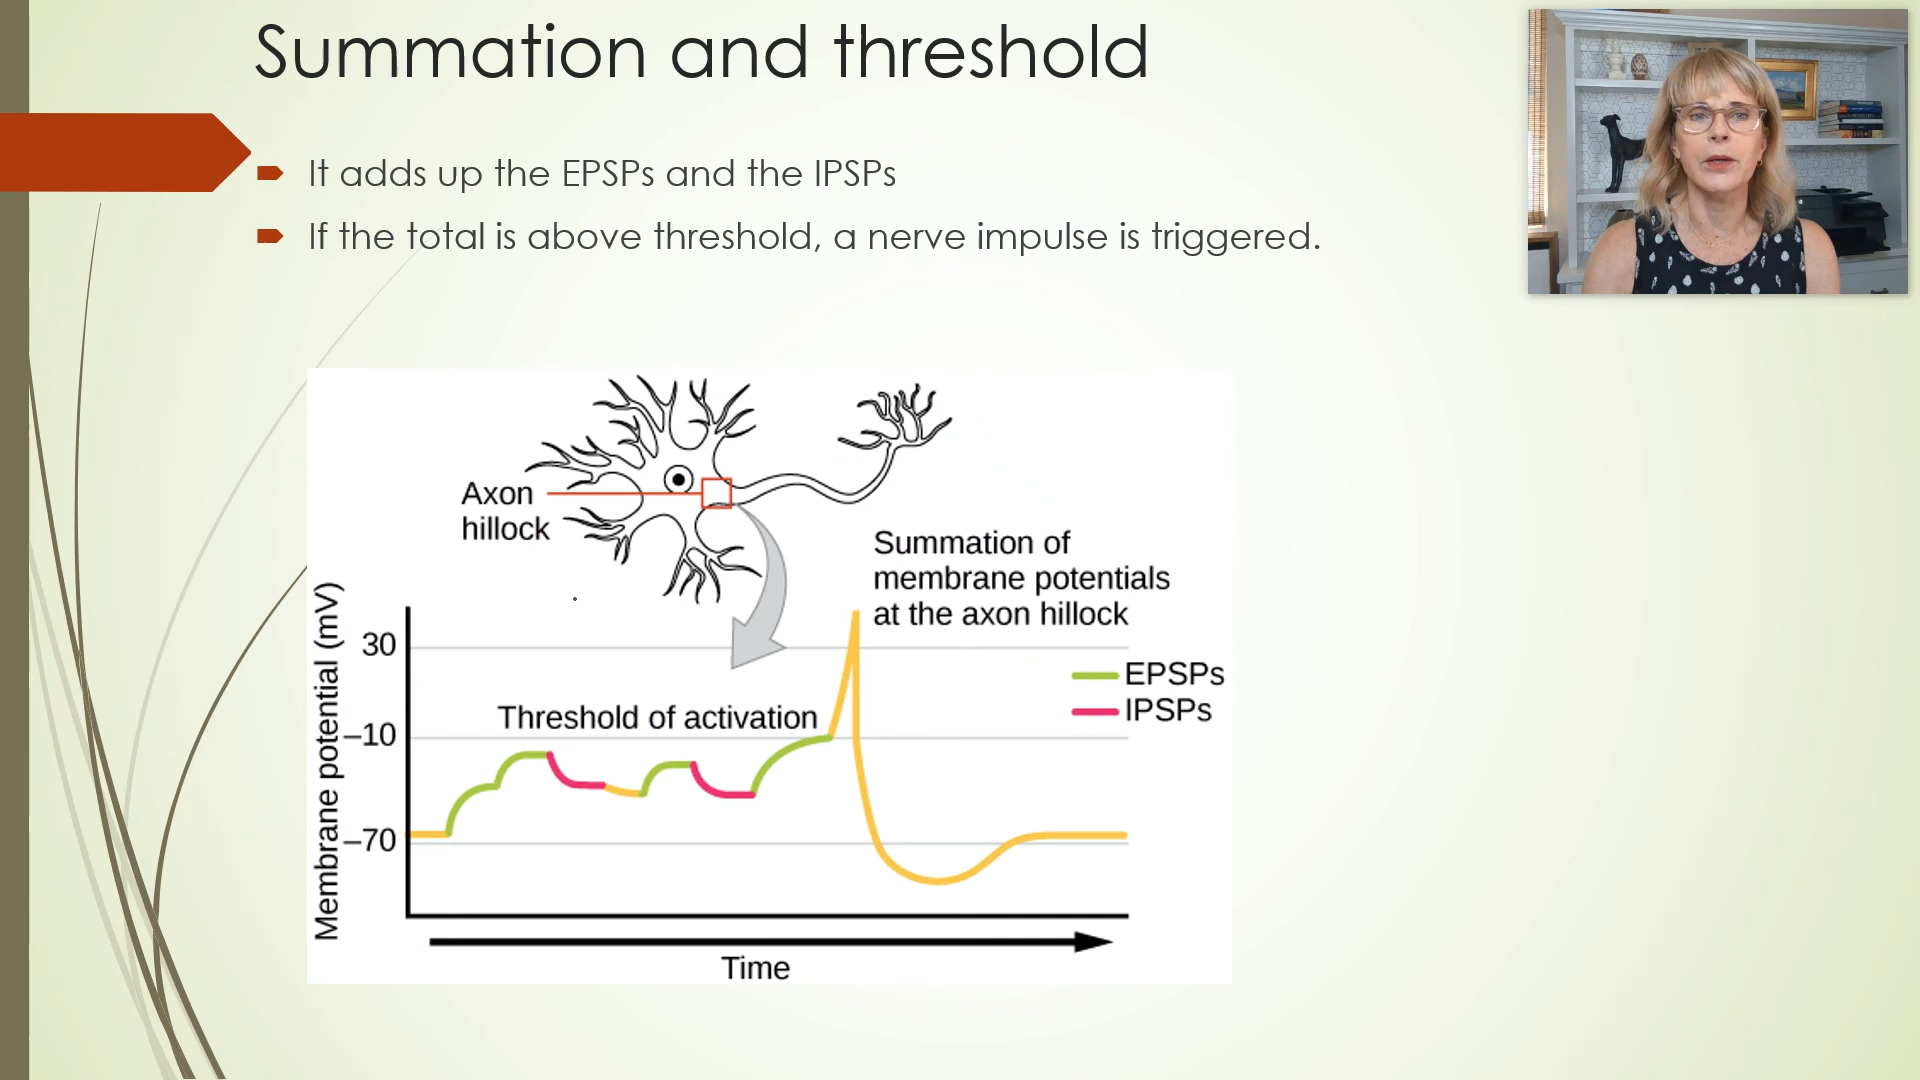 Summation and threshold
It adds up the EPSPs and the IPSPs
If the total is above threshold, a nerve impulse is triggered.
Axon
hillock
Summation of
membrane potentials
at the axon hillock
Membrane potential (mV)
30
EPSPs
IPSPs
Threshold of activation
–10
–70
Time